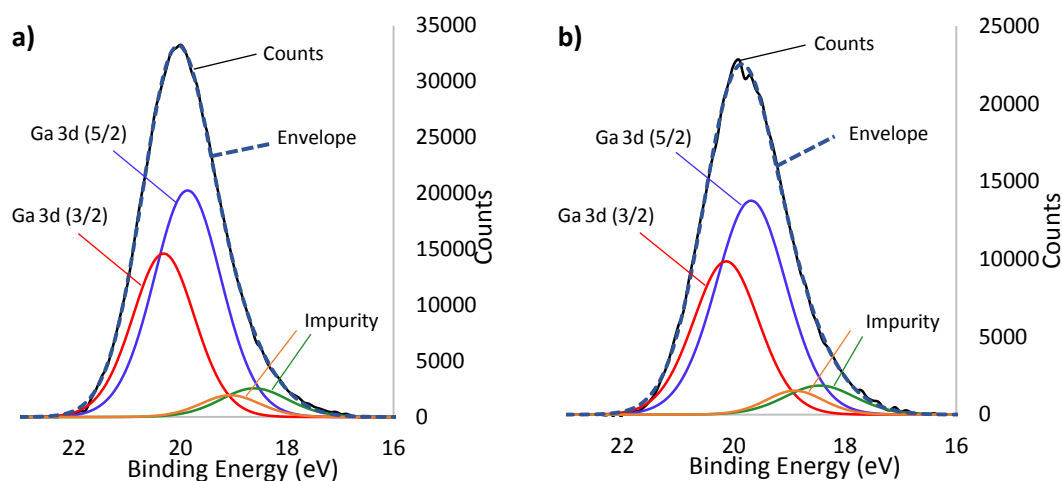 a)
Counts
Ga 3d (5/2)
Envelope
Ga 3d (3/2)
Impurity
35000
30000
25000
20000
15000
10000
5000
0
Counts
22 20 18 16
Binding Energy (eV)
b)
Counts
Ga 3d (5/2)
Envelope
Ga 3d (3/2)
Impurity
25000
20000
15000
10000
5000
0
Counts
22 20 18 16
Binding Energy (eV)